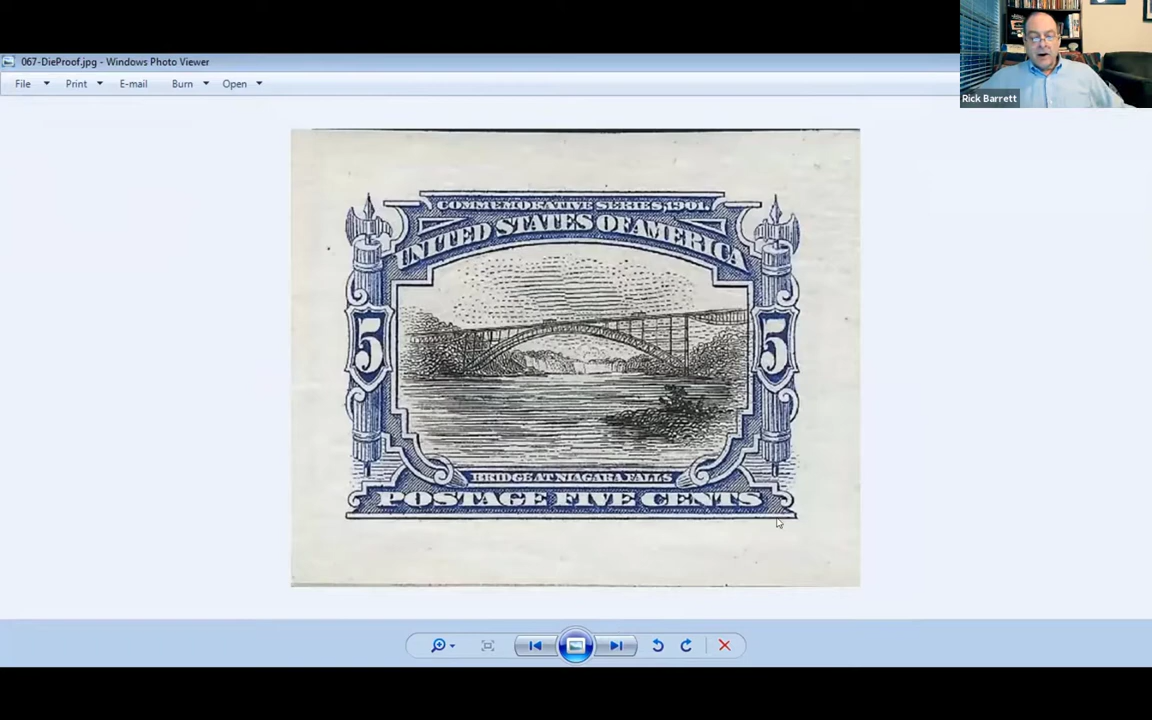 067-DieProof.jpg - Windows Photo Viewer
File Print E-mail Burn Open
Rick Barrett
COMMEMORATIVE SERIES, 1901.
UNITED STATES OF AMERICA
5 5
BRIDGE AT NIAGARA FALLS
POSTAGE FIVE CENTS